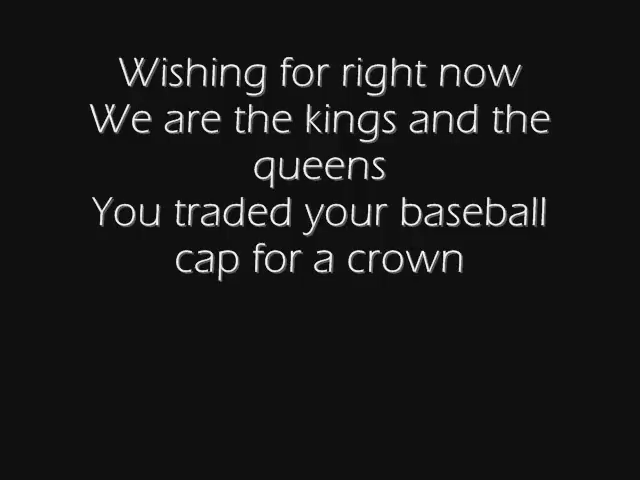 Wishing for right now
We are the kings and the
queens
You traded your baseball
cap for a crown